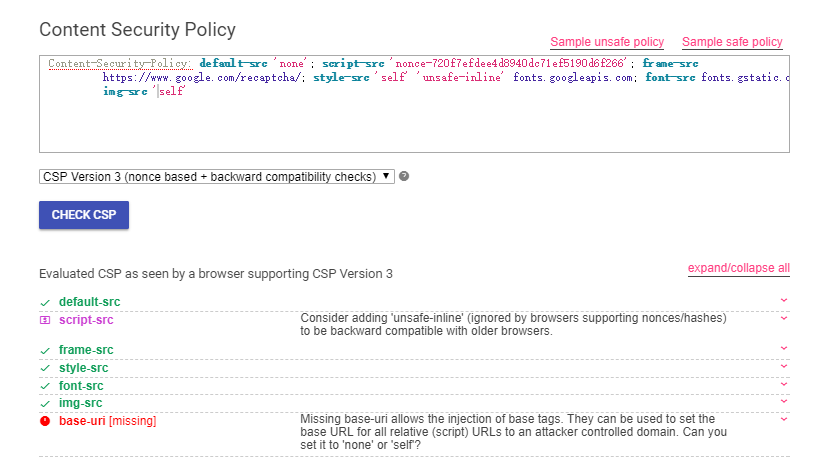 Content Security Policy
Sample unsafe policy Sample safe policy
Content-Security-Policy: default-src 'none'; script-src 'nonce-720f7efdee4d8940dc71ef5190d6f266'; frame-src
https://www.google.com/recaptcha/; style-src 'self' 'unsafe-inline' fonts.googleapis.com; font-src fonts.gstatic.c
img-src 'self'
CSP Version 3 (nonce based + backward compatibility checks)
CHECK CSP
Evaluated CSP as seen by a browser supporting CSP Version 3
expand/collapse all
default-src
script-src Consider adding 'unsafe-inline' (ignored by browsers supporting nonces/hashes)
to be backward compatible with older browsers.
frame-src
style-src
font-src
img-src
base-uri [missing] Missing base-uri allows the injection of base tags. They can be used to set the
base URL for all relative (script) URLs to an attacker controlled domain. Can you
set it to 'none' or 'self'?